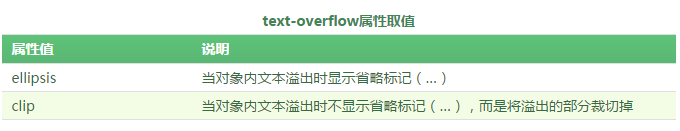 text-overflow属性取值
属性值 说明
ellipsis 当对象内文本溢出时显示省略标记（...）
clip 当对象内文本溢出时不显示省略标记（...），而是将溢出的部分裁切掉